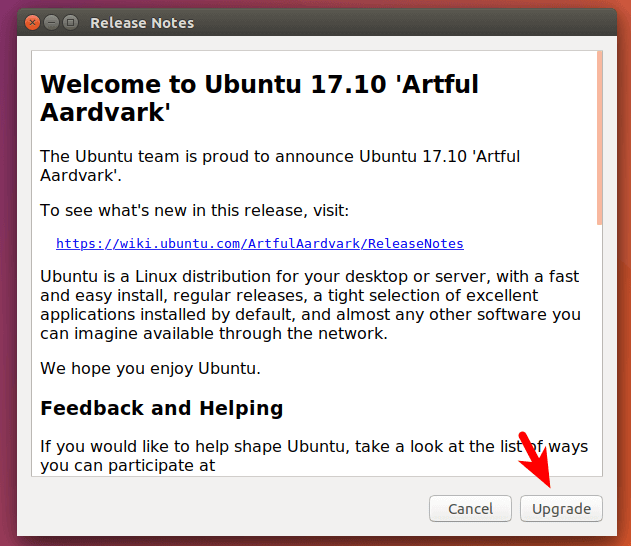 Release Notes
Welcome to Ubuntu 17.10 'Artful
Aardvark'
The Ubuntu team is proud to announce Ubuntu 17.10 'Artful
Aardvark'.
To see what's new in this release, visit:
https://wiki.ubuntu.com/ArtfulAardvark/ReleaseNotes
Ubuntu is a Linux distribution for your desktop or server, with a fast
and easy install, regular releases, a tight selection of excellent
applications installed by default, and almost any other software you
can imagine available through the network.
We hope you enjoy Ubuntu.
Feedback and Helping
If you would like to help shape Ubuntu, take a look at the list of ways
you can participate at
Cancel
Upgrade